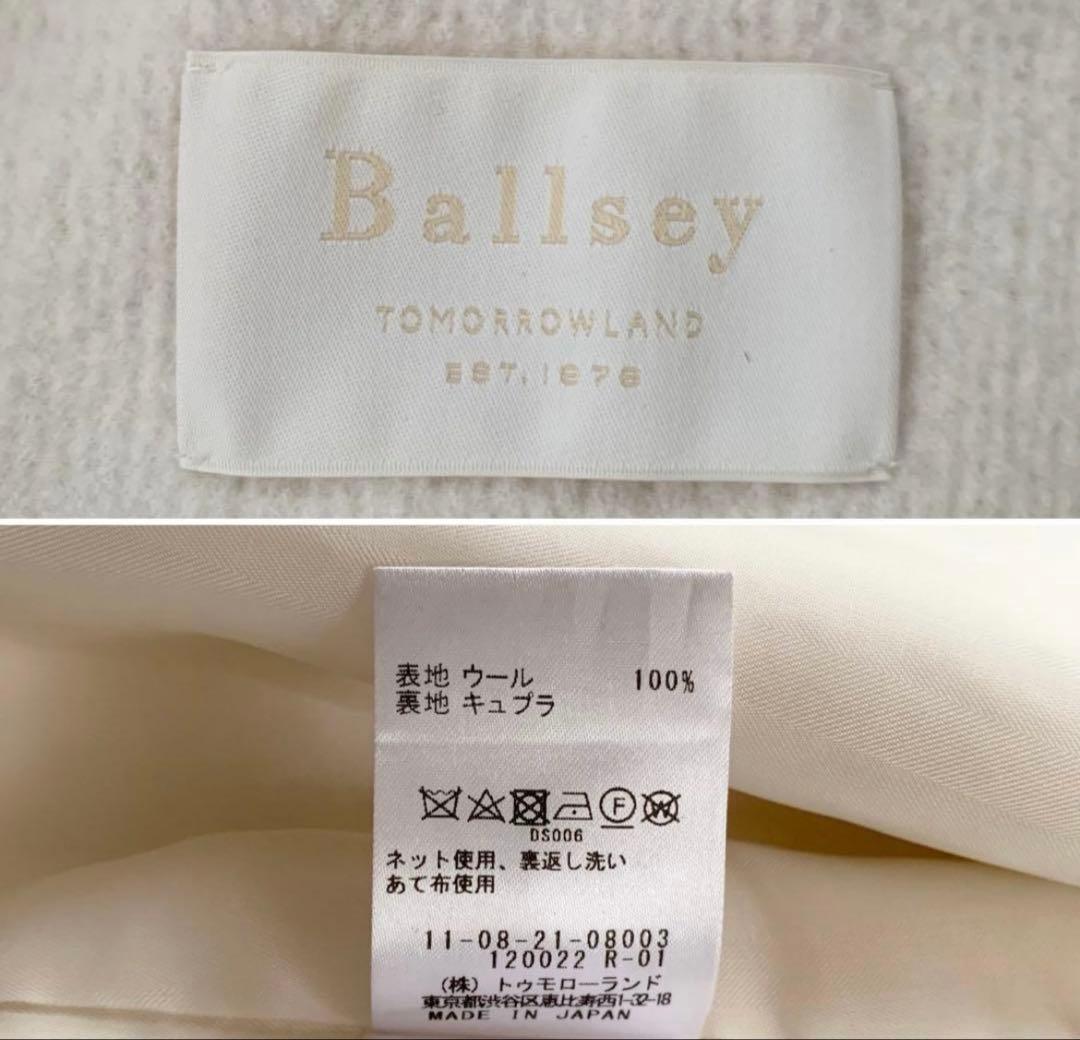 Ballsey
TOMORROWLAND
EST. 1978
表地 ウール 100%
裏地 キュプラ
F W
DS006
ネット使用、裏返し洗い
あて布使用
11-08-21-08003
120022 R-01
(株) トゥモローランド
東京都渋谷区恵比寿西1-32-18
MADE IN JAPAN